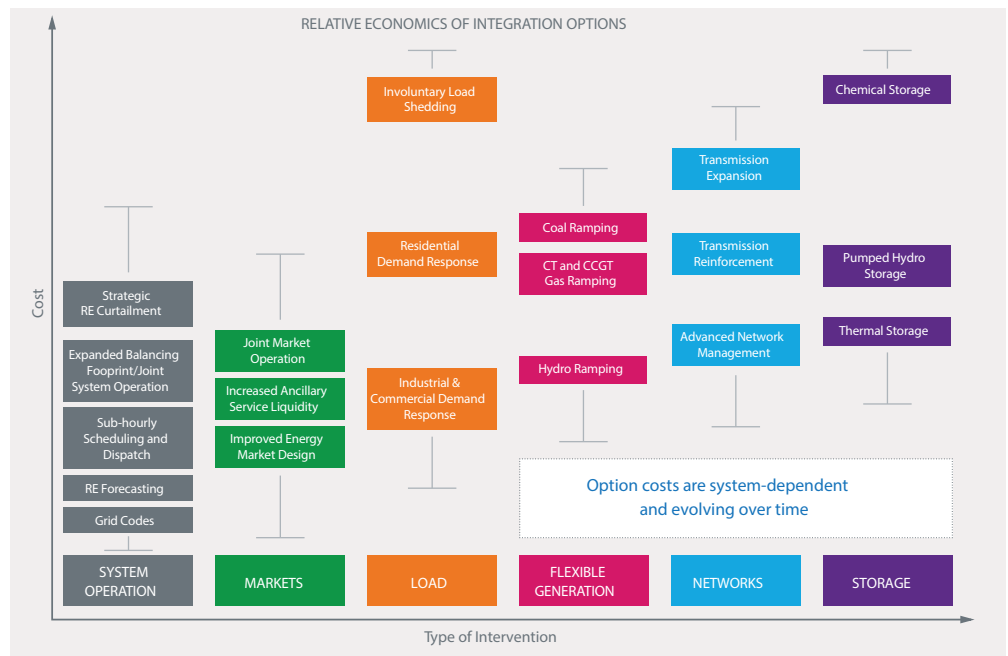 RELATIVE ECONOMICS OF INTEGRATION OPTIONS
Cost
Strategic
RE Curtailment
Expanded Balancing
Fooprint/Joint
System Operation
Sub-hourly
Scheduling and
Dispatch
RE Forecasting
Grid Codes
SYSTEM
OPERATION
Joint Market
Operation
Increased Ancillary
Service Liquidity
Improved Energy
Market Design
MARKETS
Involuntary Load
Shedding
Residential
Demand Response
Industrial &
Commercial Demand
Response
LOAD
Coal Ramping
CT and CCGT
Gas Ramping
Hydro Ramping
FLEXIBLE
GENERATION
Transmission
Expansion
Transmission
Reinforcement
Advanced Network
Management
NETWORKS
Chemical Storage
Pumped Hydro
Storage
Thermal Storage
STORAGE
Option costs are system-dependent
and evolving over time
Type of Intervention